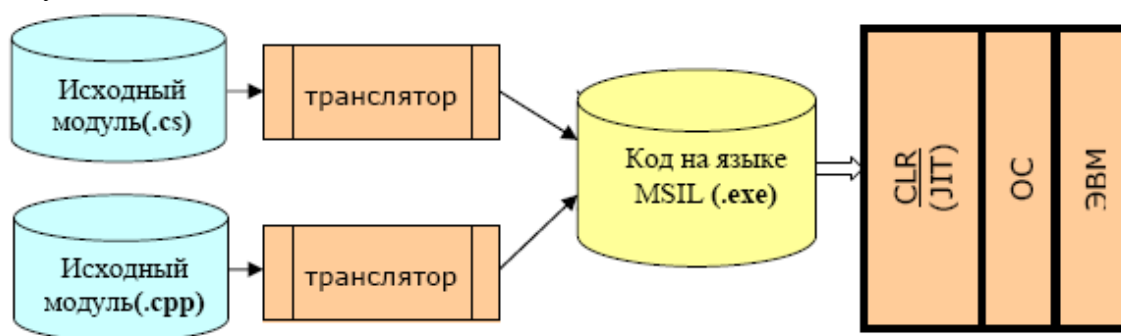 Исходный
модуль(.cs)
транслятор
Исходный
модуль(.cpp)
транслятор
Код на языке
MSIL (.exe)
CLR
(JIT)
ОС
ЭВМ